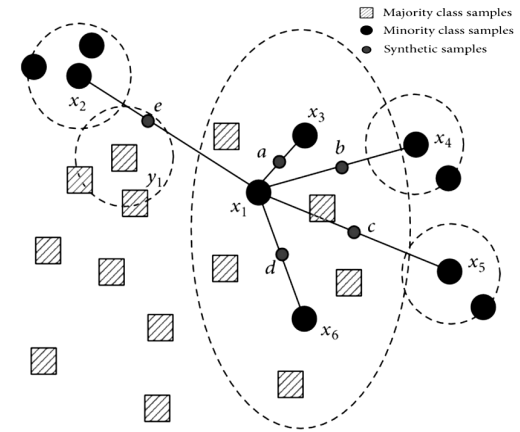 Majority class samples
Minority class samples
Synthetic samples
x2
e
x3
a
b
x4
y1
x1
c
d
x5
x6